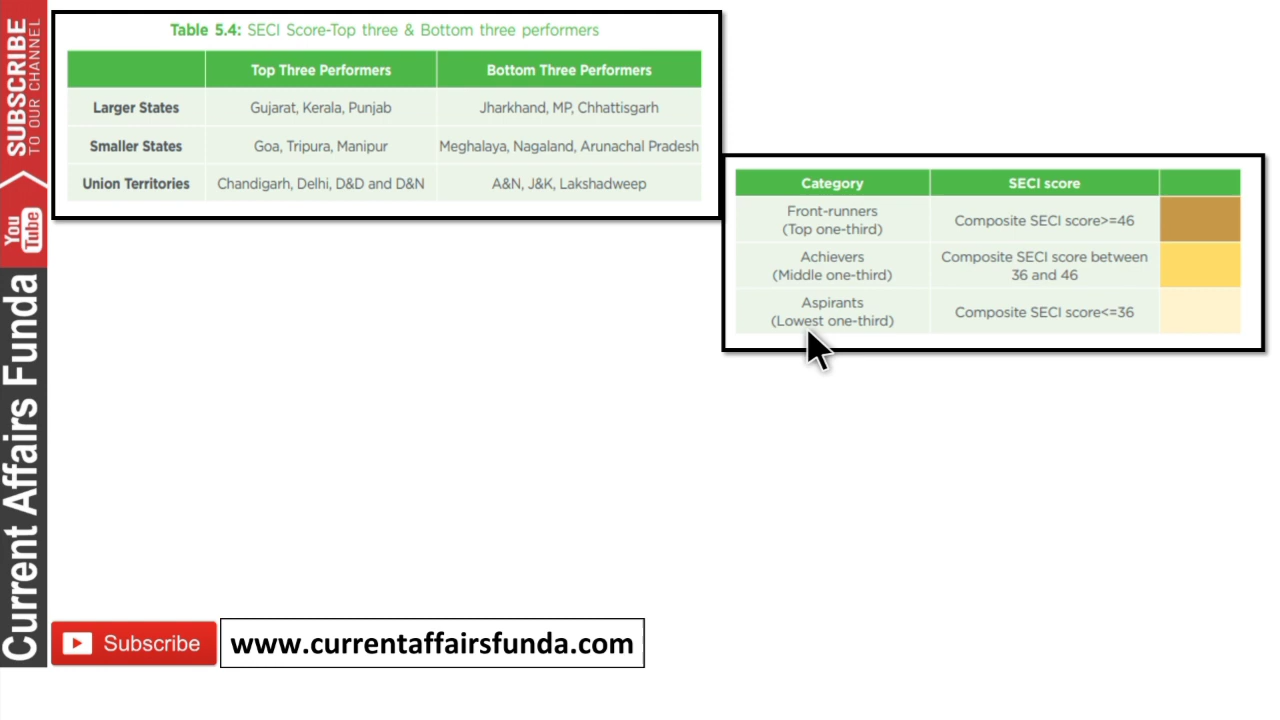 SUBSCRIBE
TO OUR CHANNEL
You
Tube
Current Affairs Funda
Table 5.4: SECI Score-Top three & Bottom three performers
Top Three Performers Bottom Three Performers
Larger States Gujarat, Kerala, Punjab Jharkhand, MP, Chhattisgarh
Smaller States Goa, Tripura, Manipur Meghalaya, Nagaland, Arunachal Pradesh
Union Territories Chandigarh, Delhi, D&D and D&N A&N, J&K, Lakshadweep
Category SECI score
Front-runners
(Top one-third) Composite SECI score>=46
Achievers
(Middle one-third) Composite SECI score between
36 and 46
Aspirants
(Lowest one-third) Composite SECI score<=36
Subscribe
www.currentaffairsfunda.com